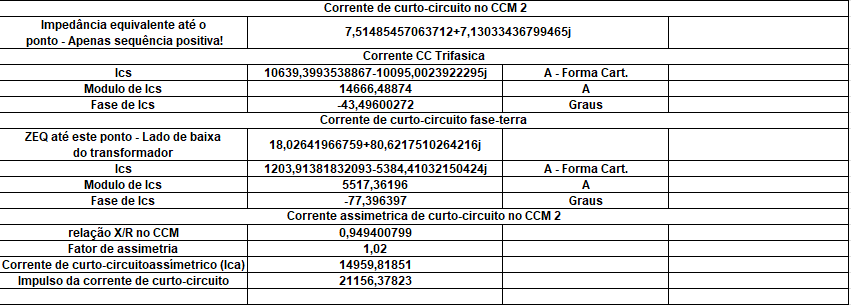 Corrente de curto-circuito no CCM 2
Impedância equivalente até o
ponto - Apenas sequência positiva!
7,51485457063712+7,13033436799465j
Corrente CC Trifasica
Ics 10639,3993538867-10095,0023922295j A - Forma Cart.
Modulo de Ics 14666,48874 A
Fase de Ics -43,49600272 Graus
Corrente de curto-circuito fase-terra
ZEQ até este ponto - Lado de baixa
do transformador
18,02641966759+80,6217510264216j
Ics 1203,91381832093-5384,41032150424j A - Forma Cart.
Modulo de Ics 5517,36196 A
Fase de Ics -77,396397 Graus
Corrente assimetrica de curto-circuito no CCM 2
relação X/R no CCM 0,949400799
Fator de assimetria 1,02
Corrente de curto-circuitoassímetrico (Ica) 14959,81851
Impulso da corrente de curto-circuito 21156,37823